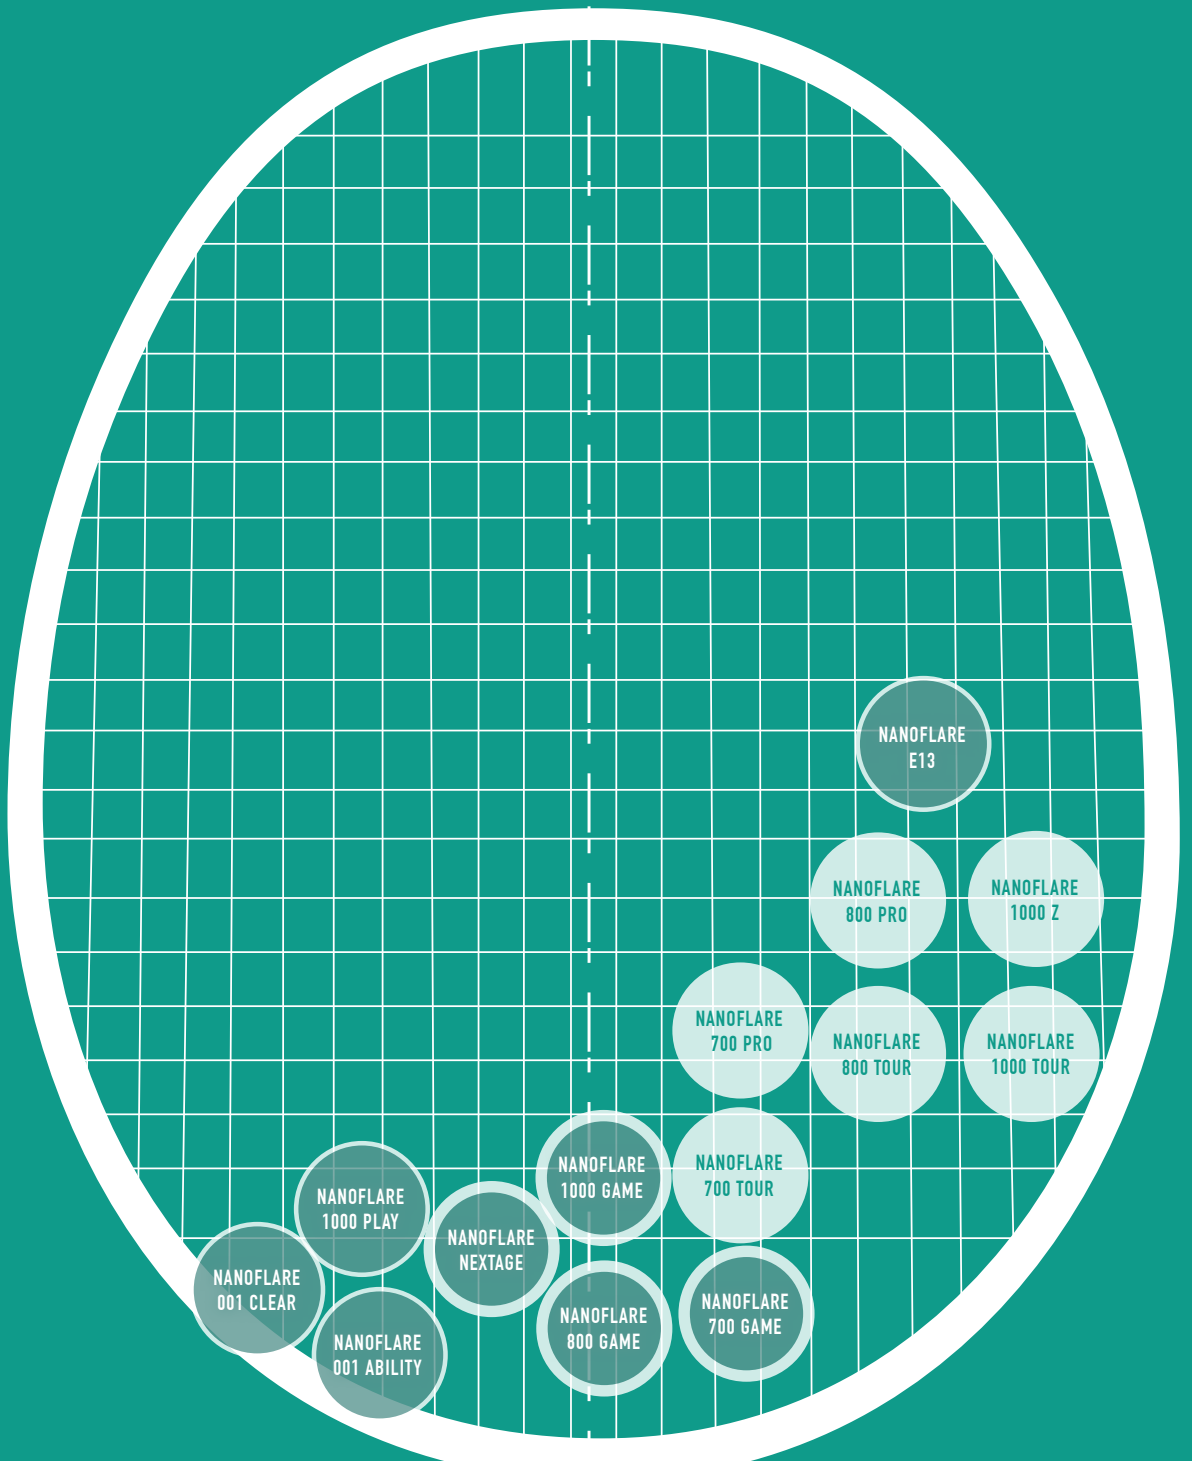 NANOFLARE
E13
NANOFLARE
800 PRO
NANOFLARE
1000 Z
NANOFLARE
700 PRO
NANOFLARE
800 TOUR
NANOFLARE
1000 TOUR
NANOFLARE
1000 GAME
NANOFLARE
700 TOUR
NANOFLARE
1000 PLAY
NANOFLARE
NEXTAGE
NANOFLARE
001 CLEAR
NANOFLARE
800 GAME
NANOFLARE
700 GAME
NANOFLARE
001 ABILITY